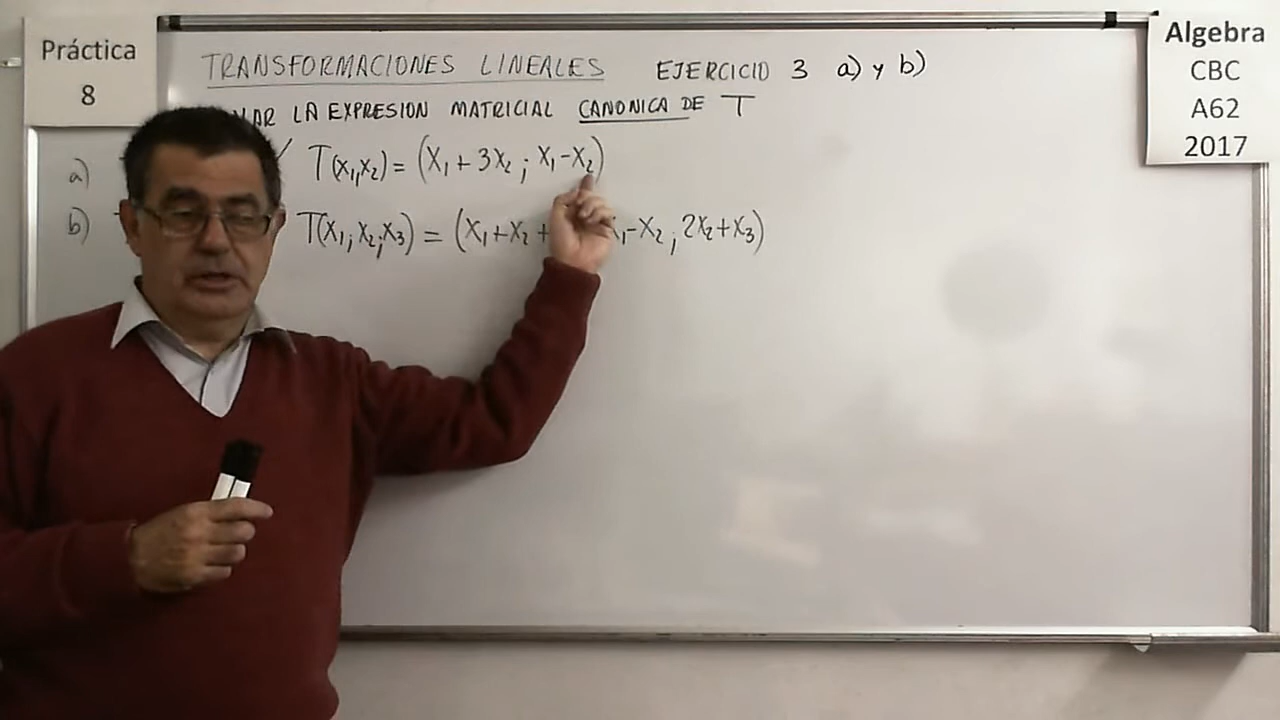 Práctica
8
TRANSFORMACIONES LINEALES EJERCICIO 3 a) y b)
LA EXPRESION MATRICIAL CANONICA DE T
a) T(x₁,x₂) = (x₁ + 3x₂ ; x₁ - x₂)
b) T(x₁; x₂; x₃) = (x₁ + x₂ + x₁ - x₂ ; 2x₂ + x₃)
Algebra
CBC
A62
2017